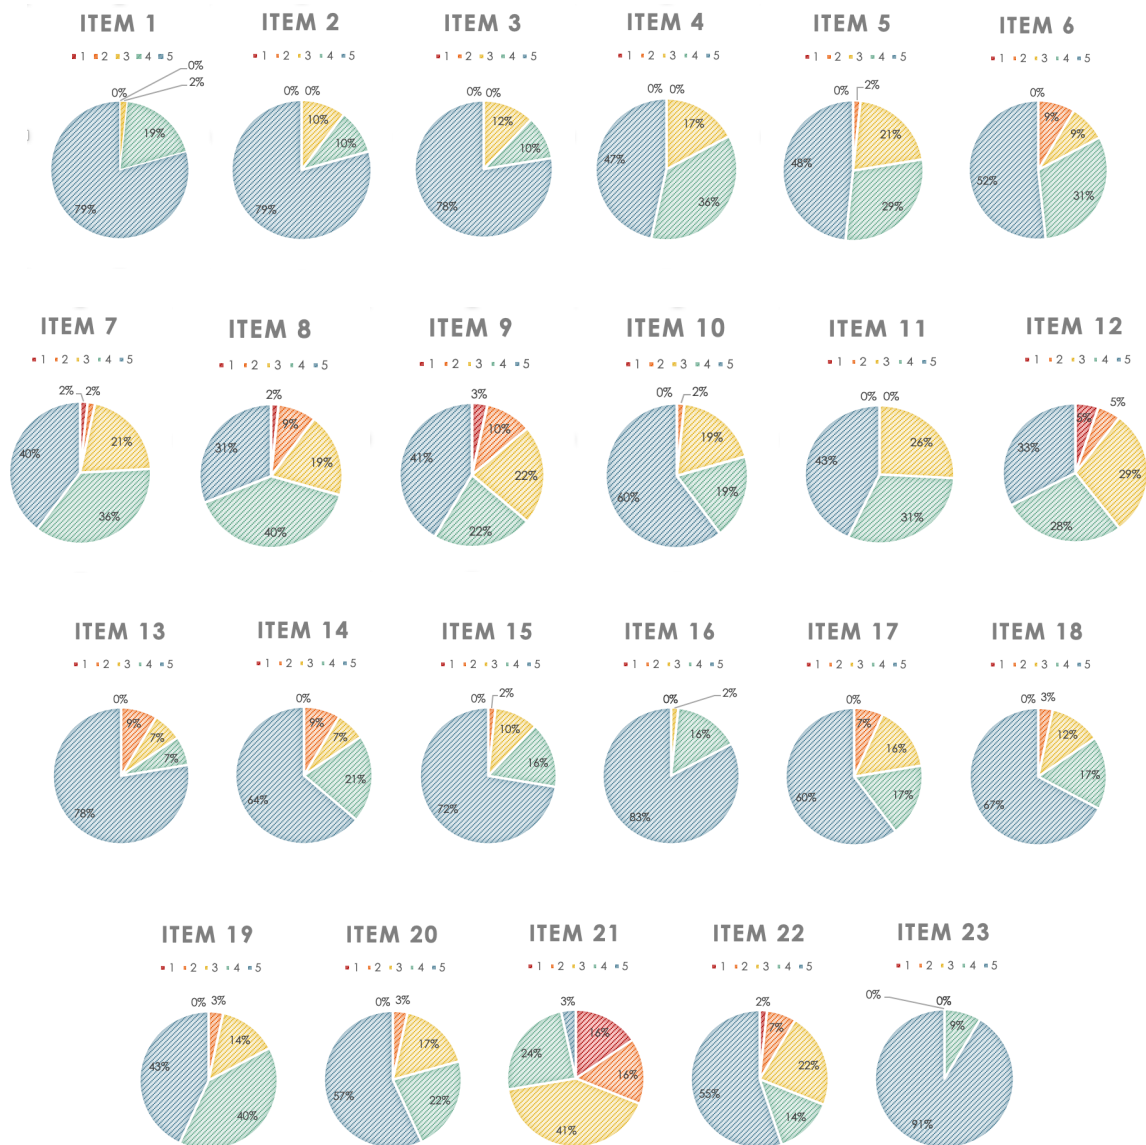 ITEM 1 ITEM 2 ITEM 3 ITEM 4 ITEM 5 ITEM 6
1 2 3 4 5 1 2 3 4 5 1 2 3 4 5 1 2 3 4 5 1 2 3 4 5 1 2 3 4 5
0%
2% 2%
0% 0% 0% 0% 0% 0% 0% 0% 0%
10% 12% 17% 9% 9%
19% 10% 10% 21%
47% 48% 52%
36% 29% 31%
79% 79% 78%
ITEM 7 ITEM 8 ITEM 9 ITEM 10 ITEM 11 ITEM 12
1 2 3 4 5 1 2 3 4 5 1 2 3 4 5 1 2 3 4 5 1 2 3 4 5 1 2 3 4 5
2% 2% 2% 3% 0% 2% 0% 0% 5%
21% 9% 10% 19% 26% 5%
40% 31% 19% 41% 22% 43% 33% 29%
60% 19%
36% 40% 22% 31% 28%
ITEM 13 ITEM 14 ITEM 15 ITEM 16 ITEM 17 ITEM 18
1 2 3 4 5 1 2 3 4 5 1 2 3 4 5 1 2 3 4 5 1 2 3 4 5 1 2 3 4 5
0% 0% 0% 2% 0% 2% 0% 0% 3%
9% 9% 10% 16% 7% 12%
7% 7% 16% 16%
7% 21% 17% 17%
78% 64% 72% 83% 60% 67%
ITEM 19 ITEM 20 ITEM 21 ITEM 22 ITEM 23
1 2 3 4 5 1 2 3 4 5 1 2 3 4 5 1 2 3 4 5 1 2 3 4 5
0% 3% 0% 3% 3% 2% 0% 0%
14% 17% 16% 7% 9%
43% 24% 16% 22%
57% 22% 55%
40% 41% 14% 91%